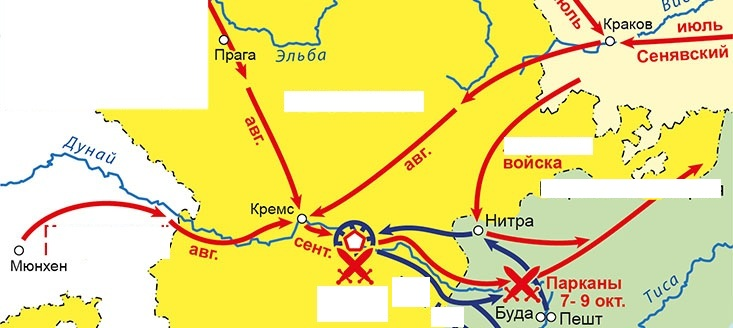 июль
Вис
Краков
июль
Сенявский
Прага
Эльба
авг.
авг.
войска
Дунай
Кремс
Нитра
сент.
авг.
Мюнхен
Парканы
7- 9 окт.
Буда
Пешт
Тиса